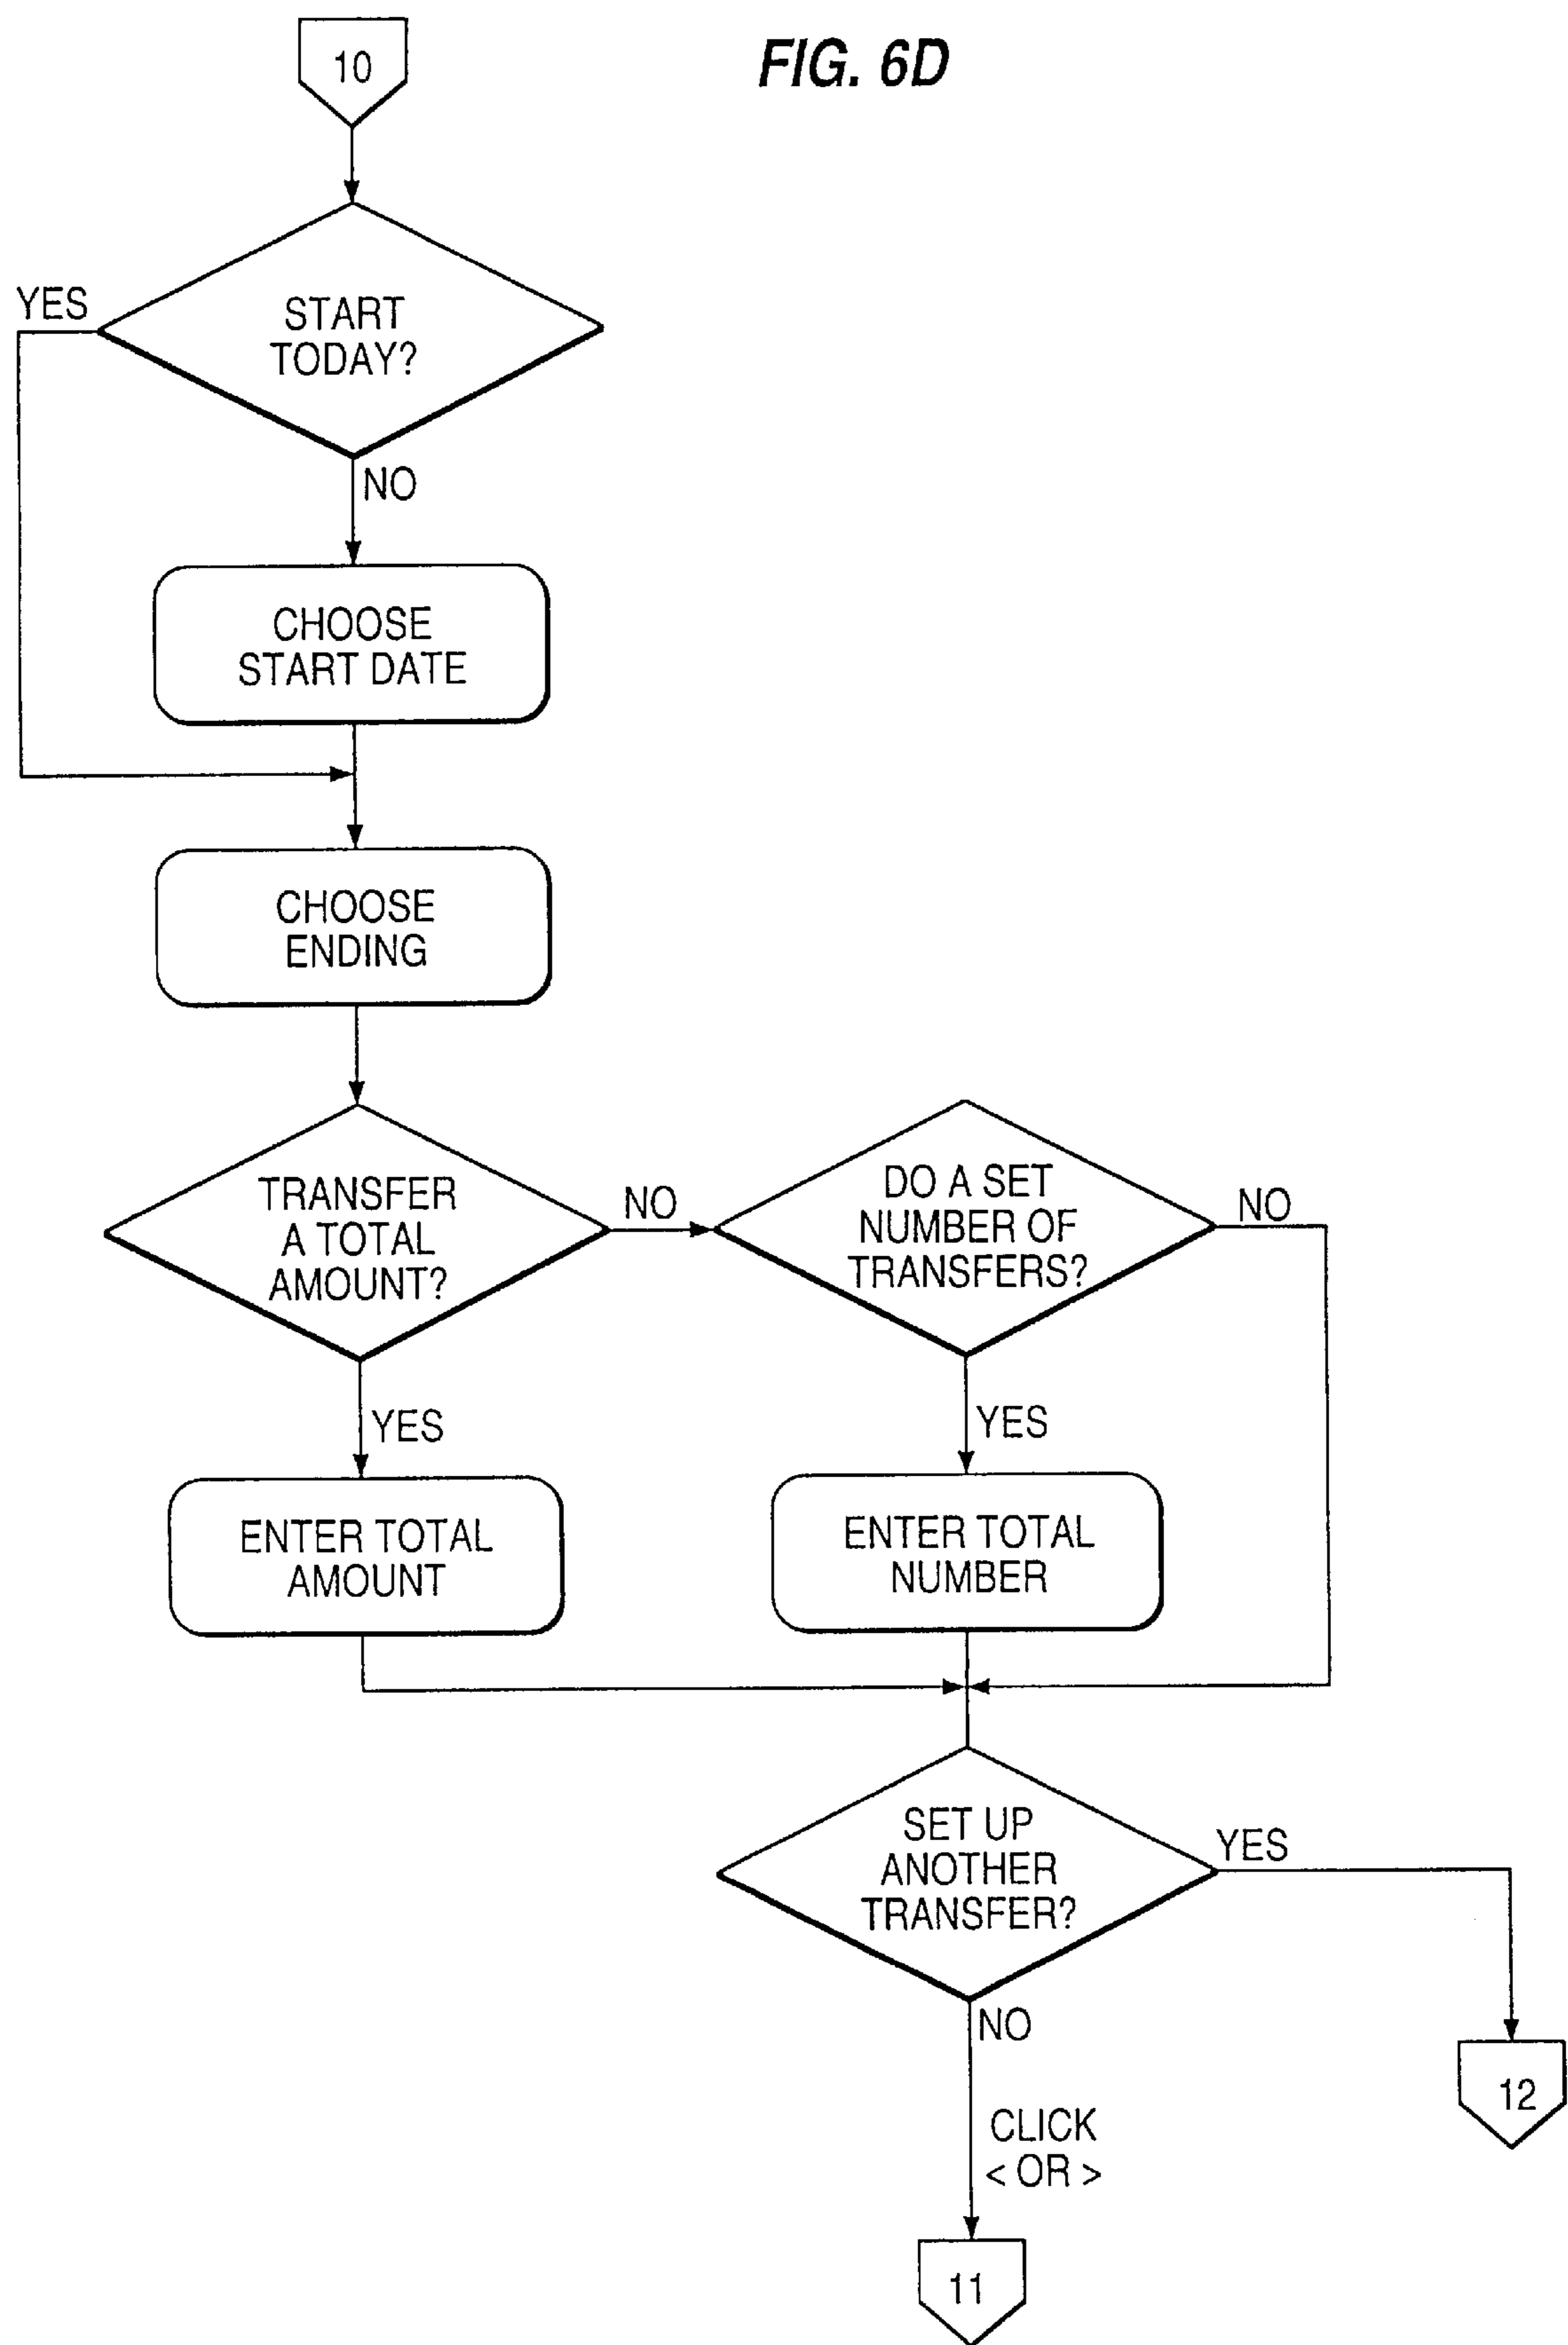 FIG. 6D
10
START
TODAY?
YES
NO
CHOOSE
START DATE
CHOOSE
ENDING
TRANSFER
A TOTAL
AMOUNT?
NO
DO A SET
NUMBER OF
TRANSFERS?
NO
YES
YES
ENTER TOTAL
AMOUNT
ENTER TOTAL
NUMBER
SET UP
ANOTHER
TRANSFER?
YES
NO
12
CLICK
< OR >
11